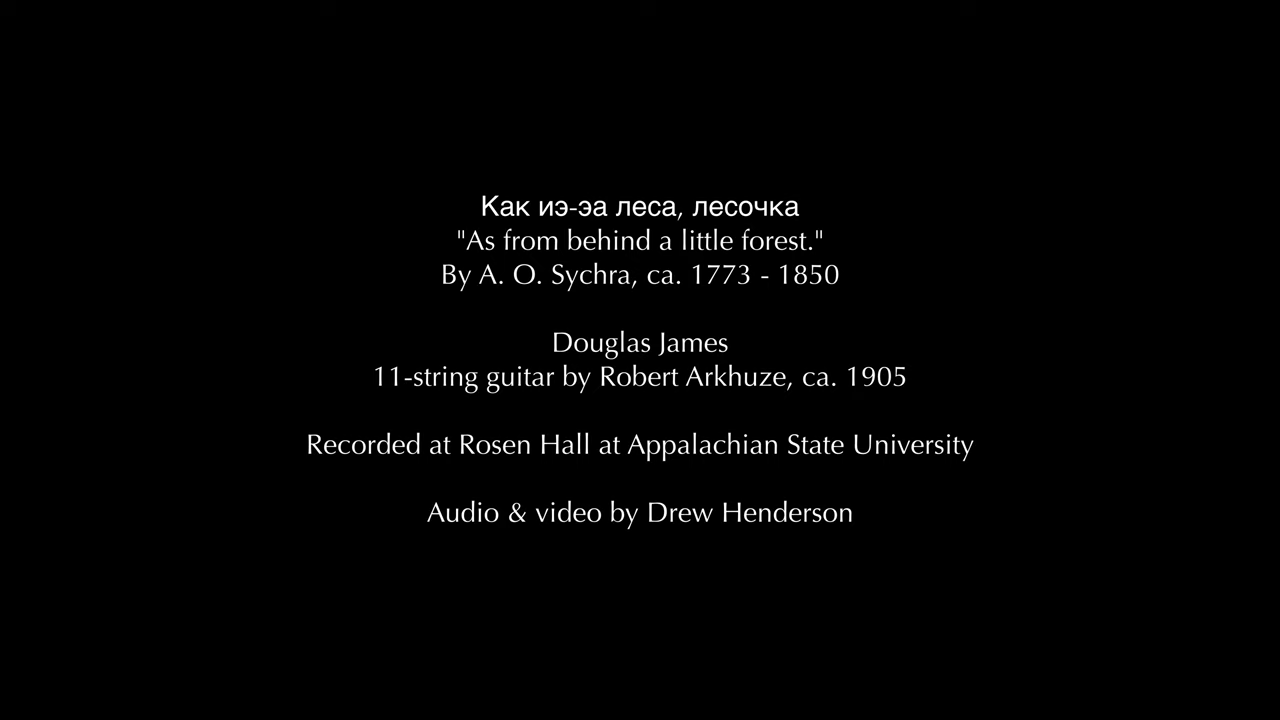 Как иэ-эа леса, лесочка
"As from behind a little forest."
By A. O. Sychra, ca. 1773 - 1850
Douglas James
11-string guitar by Robert Arkhuze, ca. 1905
Recorded at Rosen Hall at Appalachian State University
Audio & video by Drew Henderson